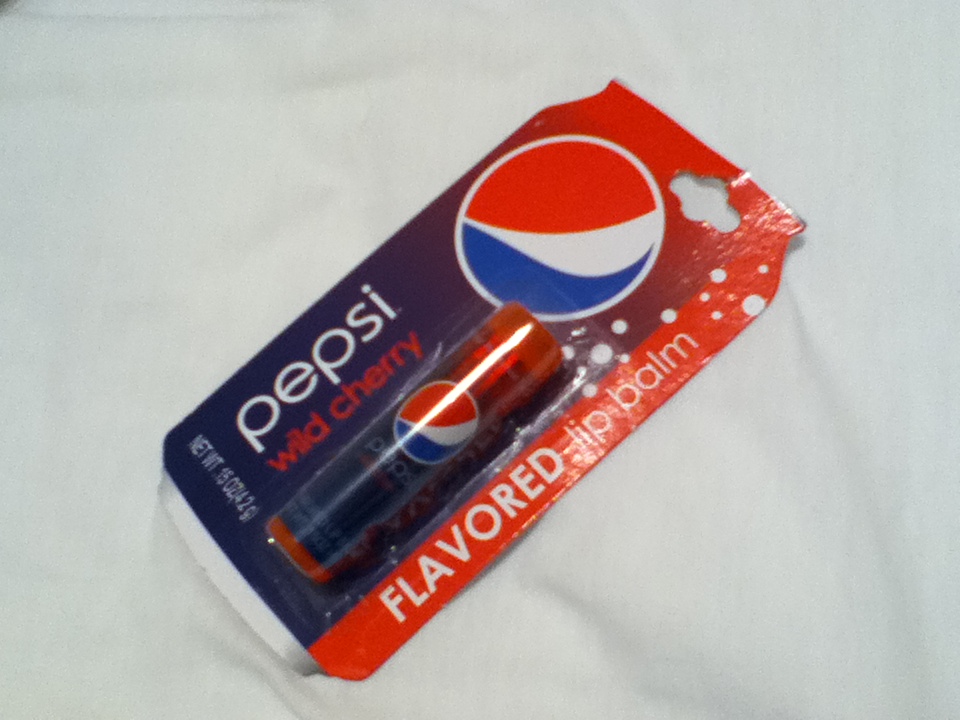 pepsi
wild cherry
NET WT .15 OZ(4.2 g)
FLAVORED lip balm